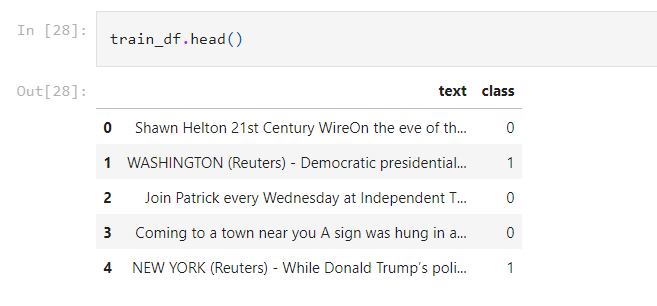 In [28]: train_df.head()
Out[28]:
text class
0 Shawn Helton 21st Century WireOn the eve of th... 0
1 WASHINGTON (Reuters) - Democratic presidential... 1
2 Join Patrick every Wednesday at Independent T... 0
3 Coming to a town near you A sign was hung in a... 0
4 NEW YORK (Reuters) - While Donald Trump’s poli... 1